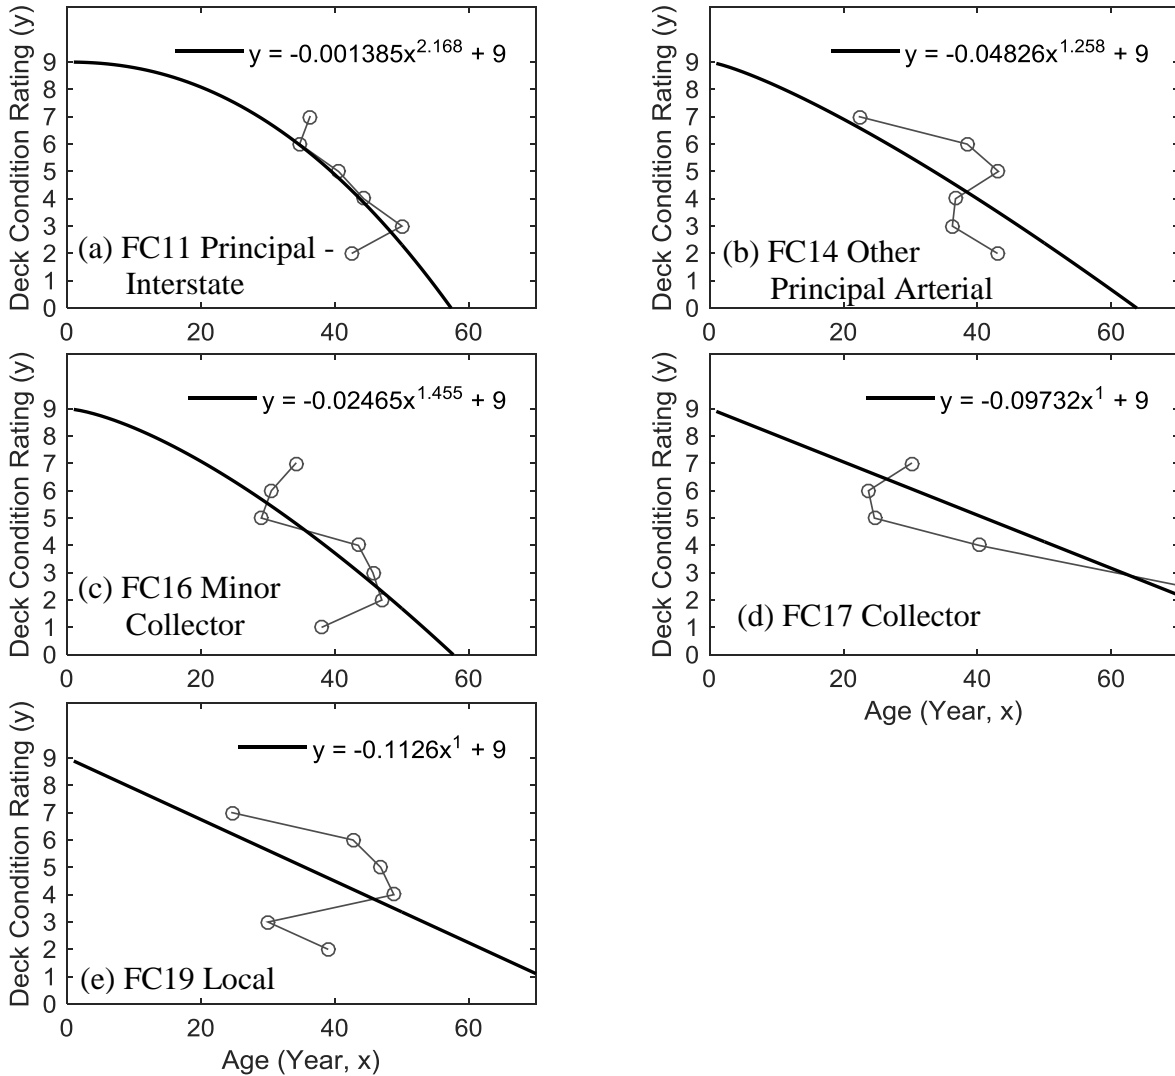 Deck Condition Rating (y)
y = -0.001385x^2.168 + 9
9
8
7
6
5
4
3
2
1
0
(a) FC11 Principal -
Interstate
0 20 40 60
Deck Condition Rating (y)
y = -0.04826x^1.258 + 9
9
8
7
6
5
4
3
2
1
0
(b) FC14 Other
Principal Arterial
0 20 40 60
Deck Condition Rating (y)
y = -0.02465x^1.455 + 9
9
8
7
6
5
4
3
2
1
0
(c) FC16 Minor
Collector
0 20 40 60
Deck Condition Rating (y)
y = -0.09732x^1 + 9
9
8
7
6
5
4
3
2
1
0
(d) FC17 Collector
0 20 40 60
Age (Year, x)
Deck Condition Rating (y)
y = -0.1126x^1 + 9
9
8
7
6
5
4
3
2
1
0
(e) FC19 Local
0 20 40 60
Age (Year, x)